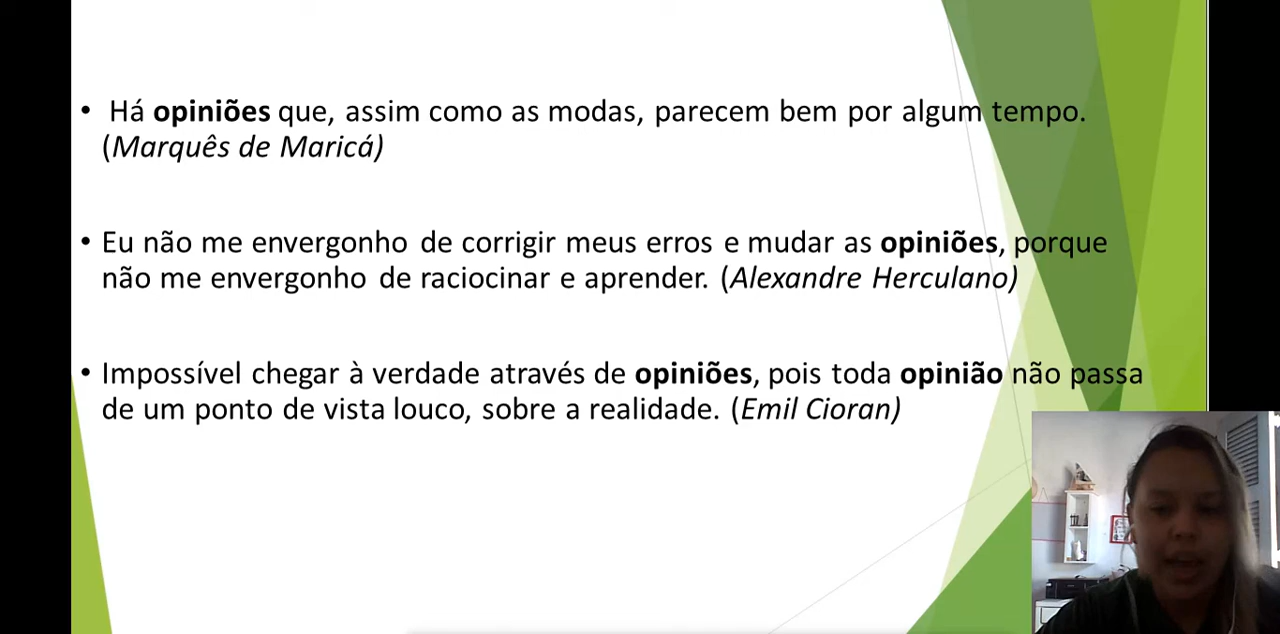 • Há opiniões que, assim como as modas, parecem bem por algum tempo.
(Marquês de Maricá)
• Eu não me envergonho de corrigir meus erros e mudar as opiniões, porque
não me envergonho de raciocinar e aprender. (Alexandre Herculano)
• Impossível chegar à verdade através de opiniões, pois toda opinião não passa
de um ponto de vista louco, sobre a realidade. (Emil Cioran)